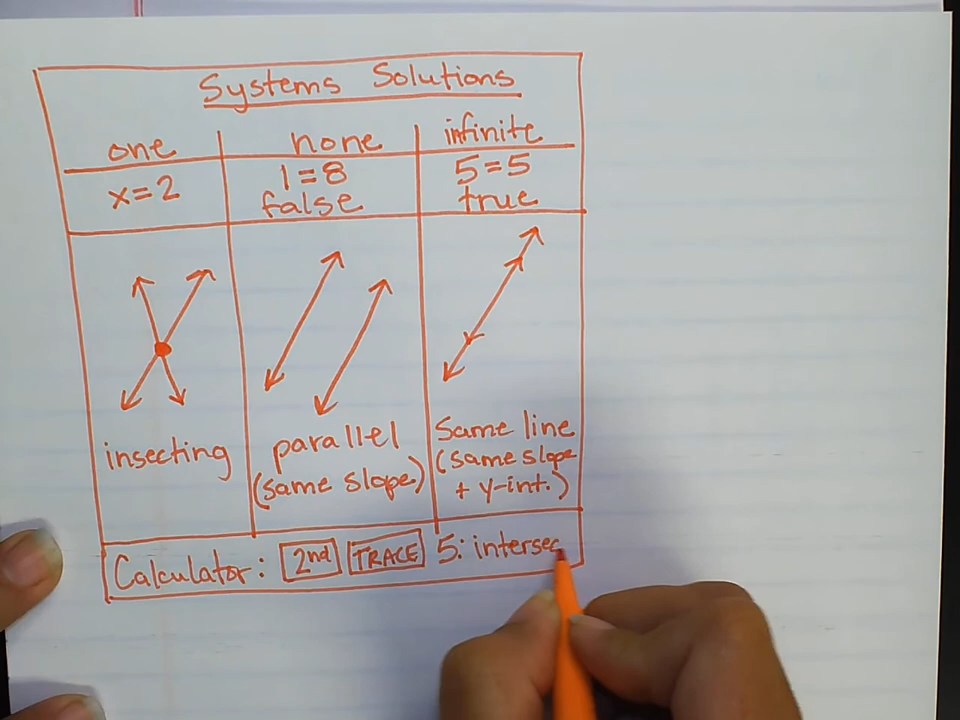 Systems Solutions
one none infinite
x=2 1=8 5=5
false true
insecting parallel same line
(same slope) (same slope
+ y-int.)
Calculator: 2nd TRACE 5: intersec